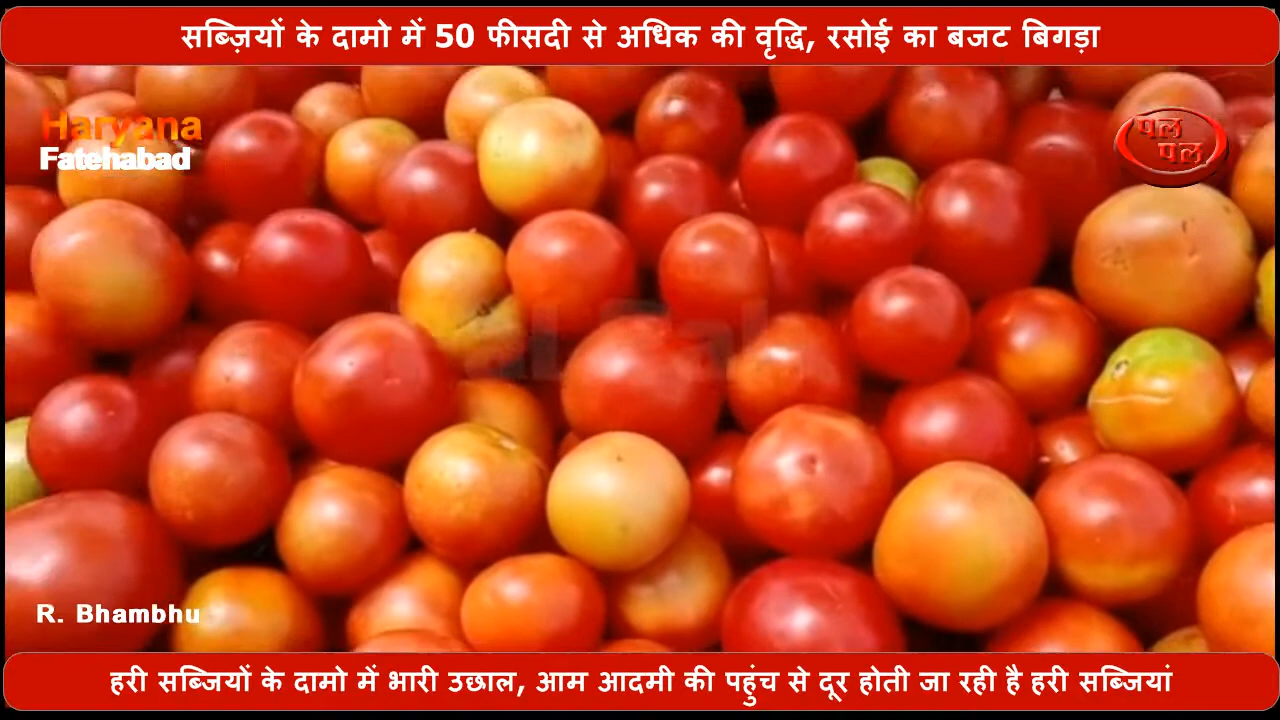 सब्ज़ियों के दामो में 50 फीसदी से अधिक की वृद्धि, रसोई का बजट बिगड़ा
Haryana
Fatehabad
पल
पल
R. Bhambhu
हरी सब्जियों के दामो में भारी उछाल, आम आदमी की पहुंच से दूर होती जा रही है हरी सब्जियां